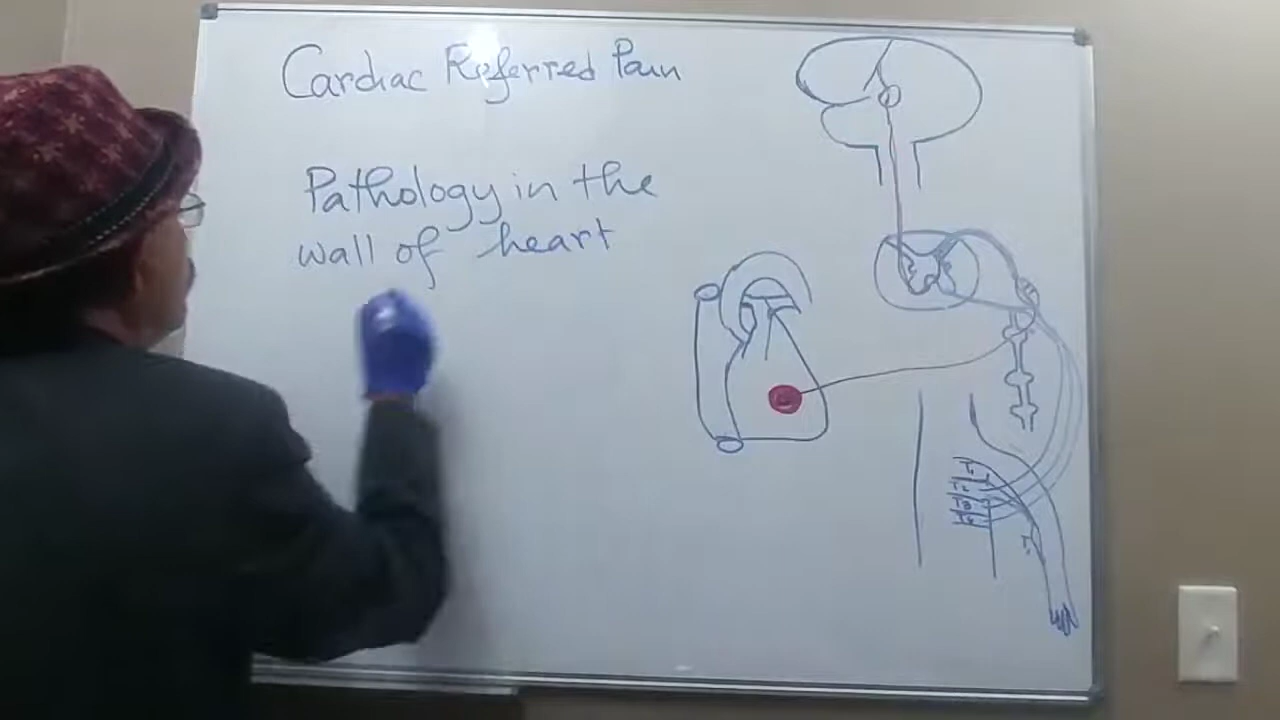 Cardiac Referred Pain
Pathology in the
wall of heart